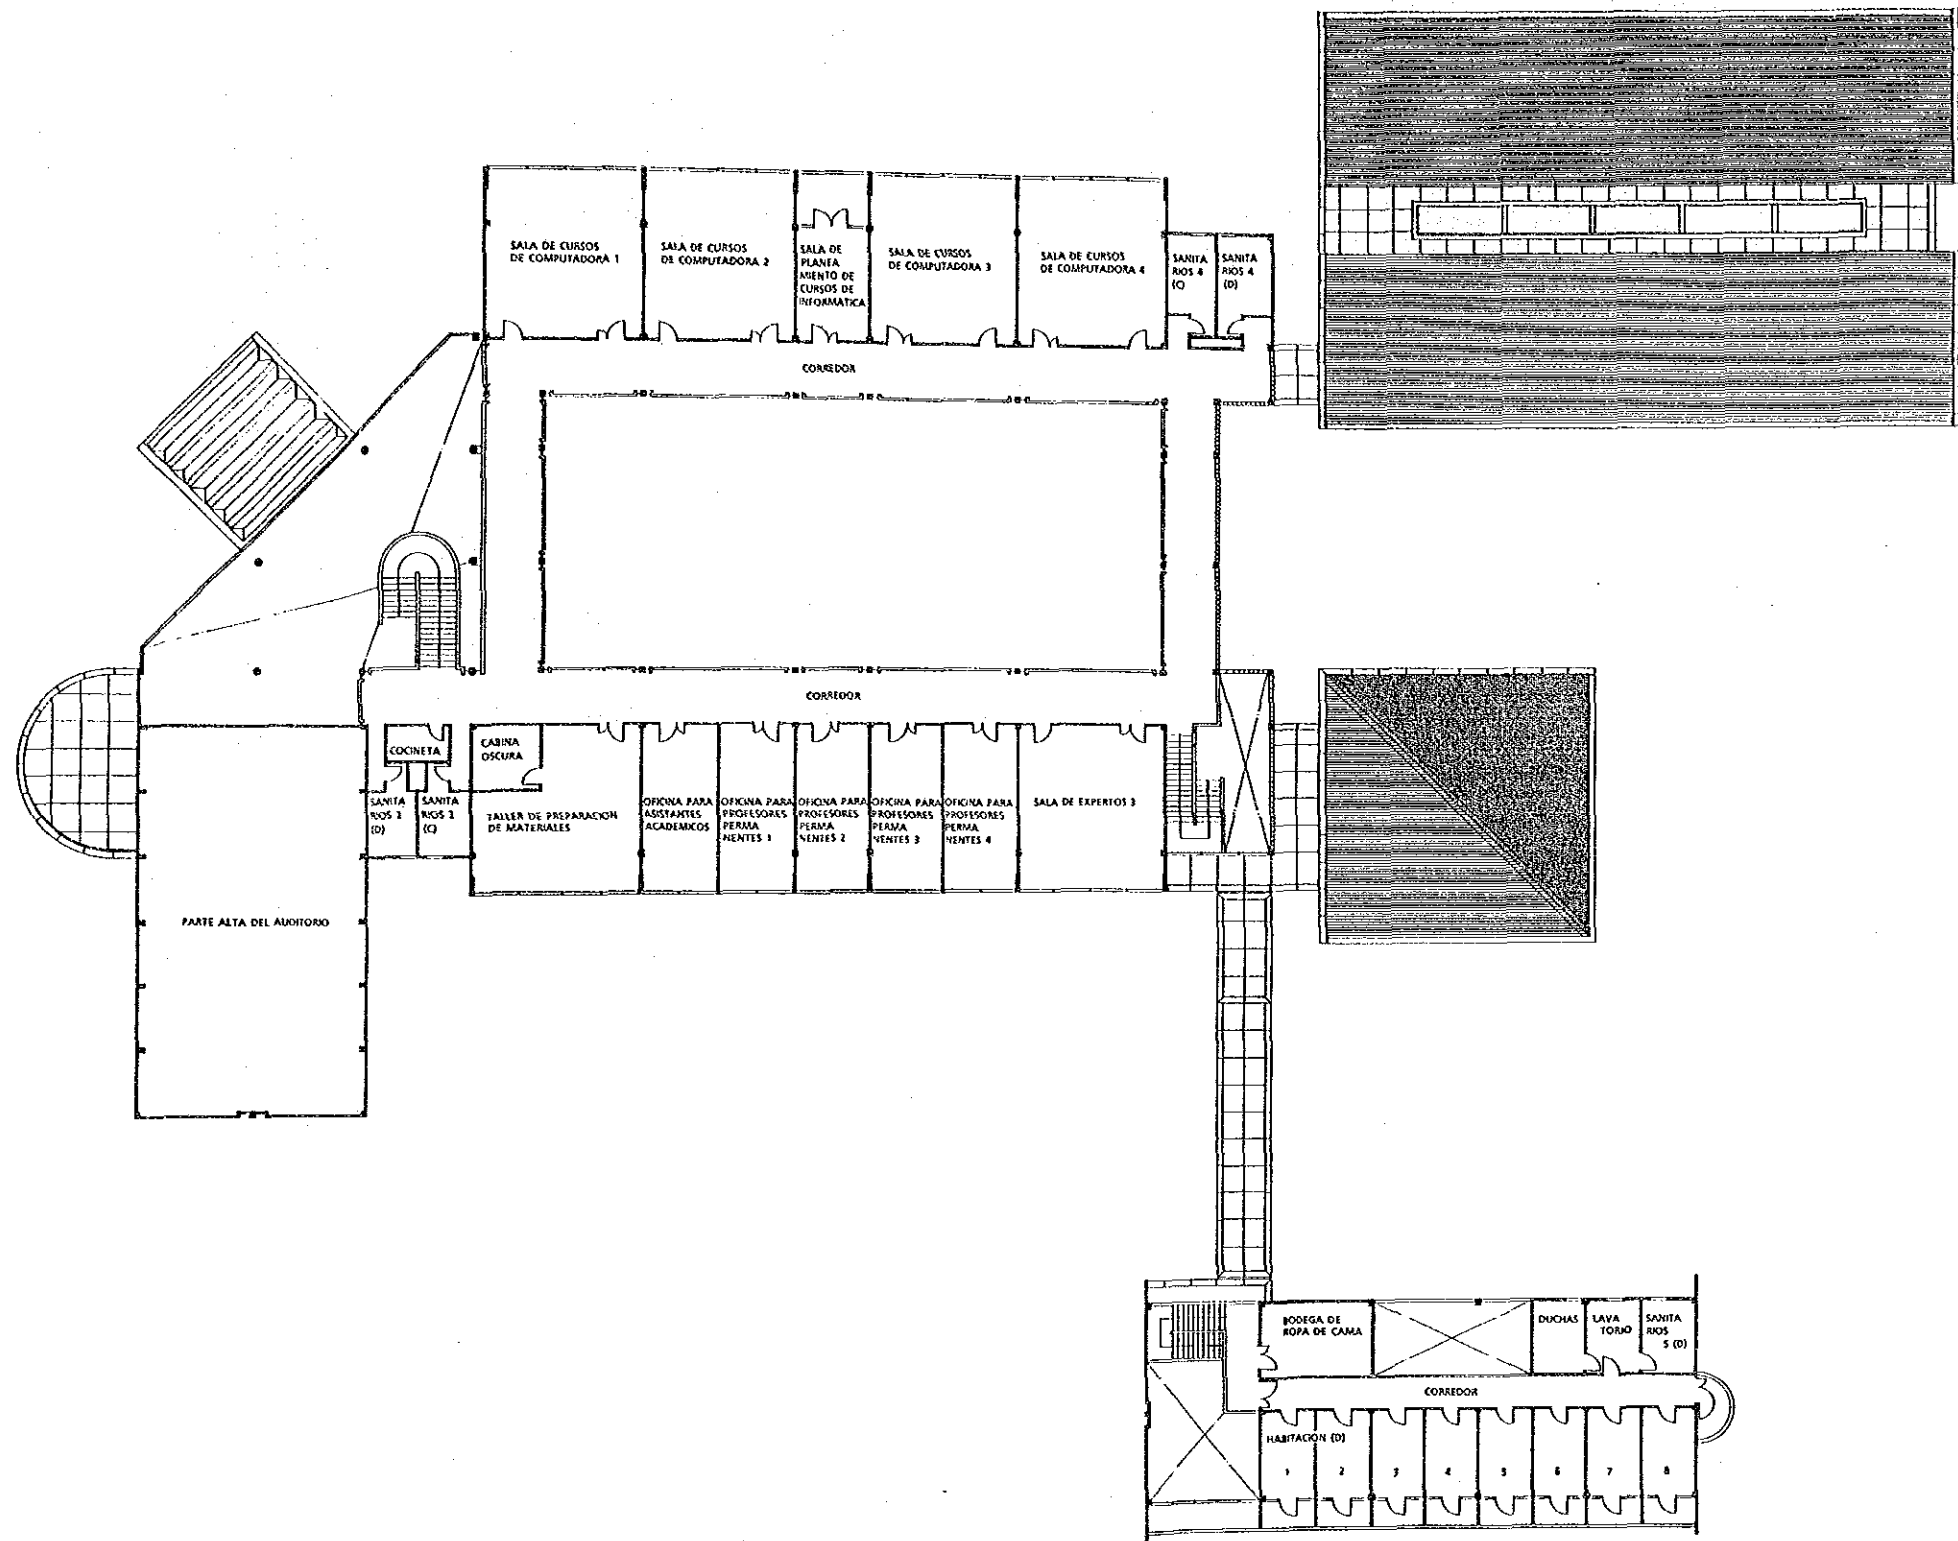 SALA DE CURSOS
DE COMPUTADORA 1
SALA DE CURSOS
DE COMPUTADORA 2
SALA DE
PLANEA
MIENTO DE
CURSOS DE
INFORMATICA
SALA DE CURSOS
DE COMPUTADORA 3
SALA DE CURSOS
DE COMPUTADORA 4
SANITA
RIOS 4
(C)
SANITA
RIOS 4
(D)
CORREDOR
CORREDOR
COCINETA
CABINA
OSCURA
SANITA
RIOS
(D)
SANITA
RIOS
(C)
TALLER DE PREPARACION
DE MATERIALES
OFICINA PARA
ASISTANTES
ACADEMICOS
OFICINA PARA
PROFESORES
PERMA
NENTES 1
OFICINA PARA
PROFESORES
PERMA
NENTES 2
OFICINA PARA
PROFESORES
PERMA
NENTES 3
OFICINA PARA
PROFESORES
PERMA
NENTES 4
SALA DE EXPERTOS 3
PARTE ALTA DEL AUDITORIO
BODEGA DE
ROPA DE CAMA
DUCHAS
LAVA
TORIO
SANITA
RIOS
5 (D)
CORREDOR
HABITACION (D)
1
2
3
4
5
6
7
8